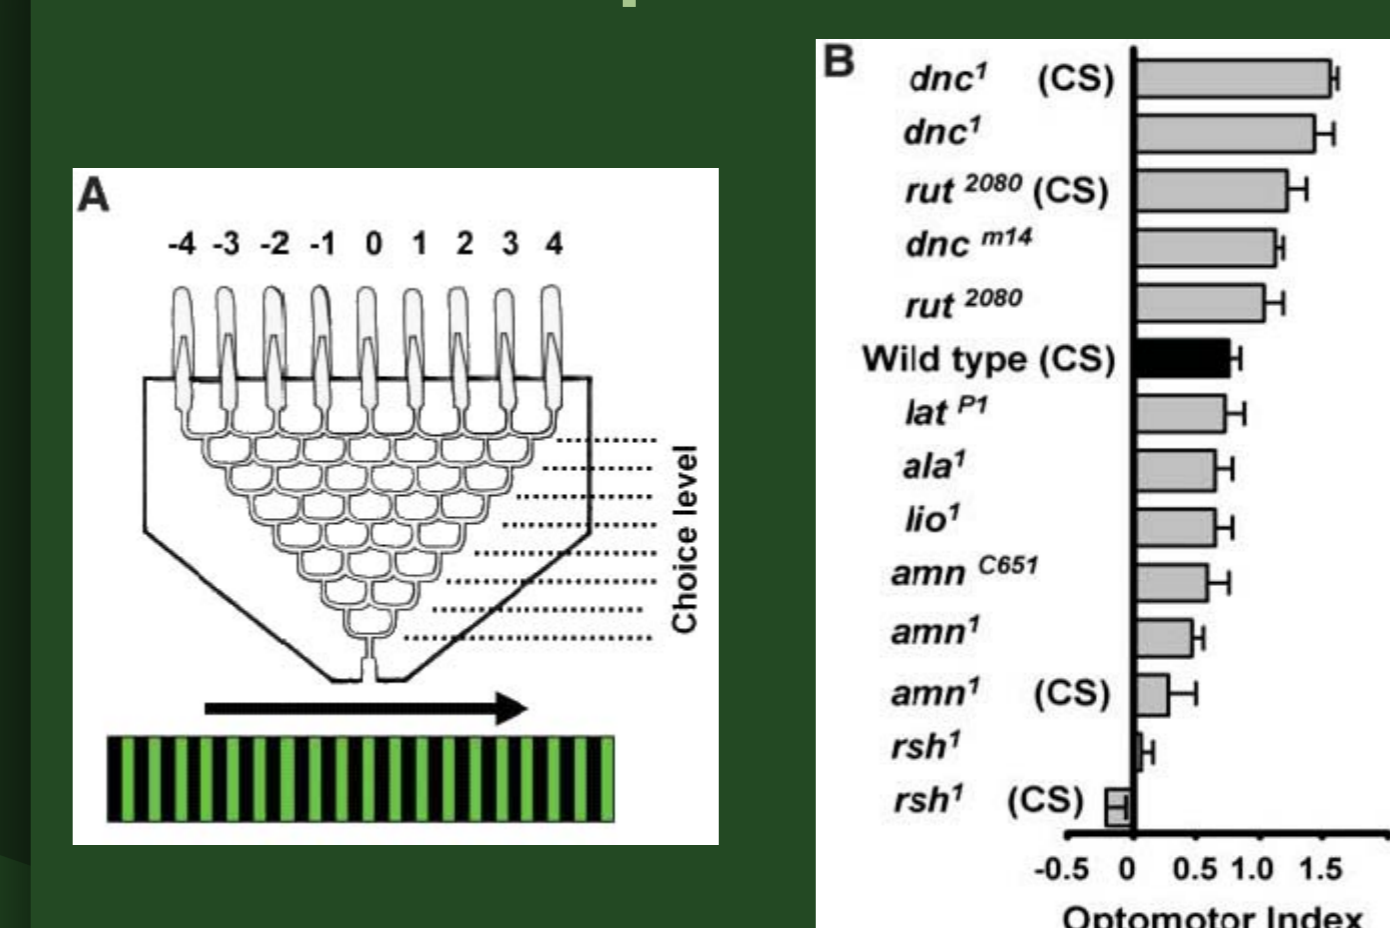 A
-4 -3 -2 -1 0 1 2 3 4
Choice level
B
dnc¹ (CS)
dnc¹
rut ²⁰⁸⁰ (CS)
dnc ᵐ¹⁴
rut ²⁰⁸⁰
Wild type (CS)
lat ᴾ¹
ala¹
lio¹
amn ᶜ⁶⁵¹
amn¹
amn¹ (CS)
rsh¹
rsh¹ (CS)
-0.5 0 0.5 1.0 1.5
Optomotor Index